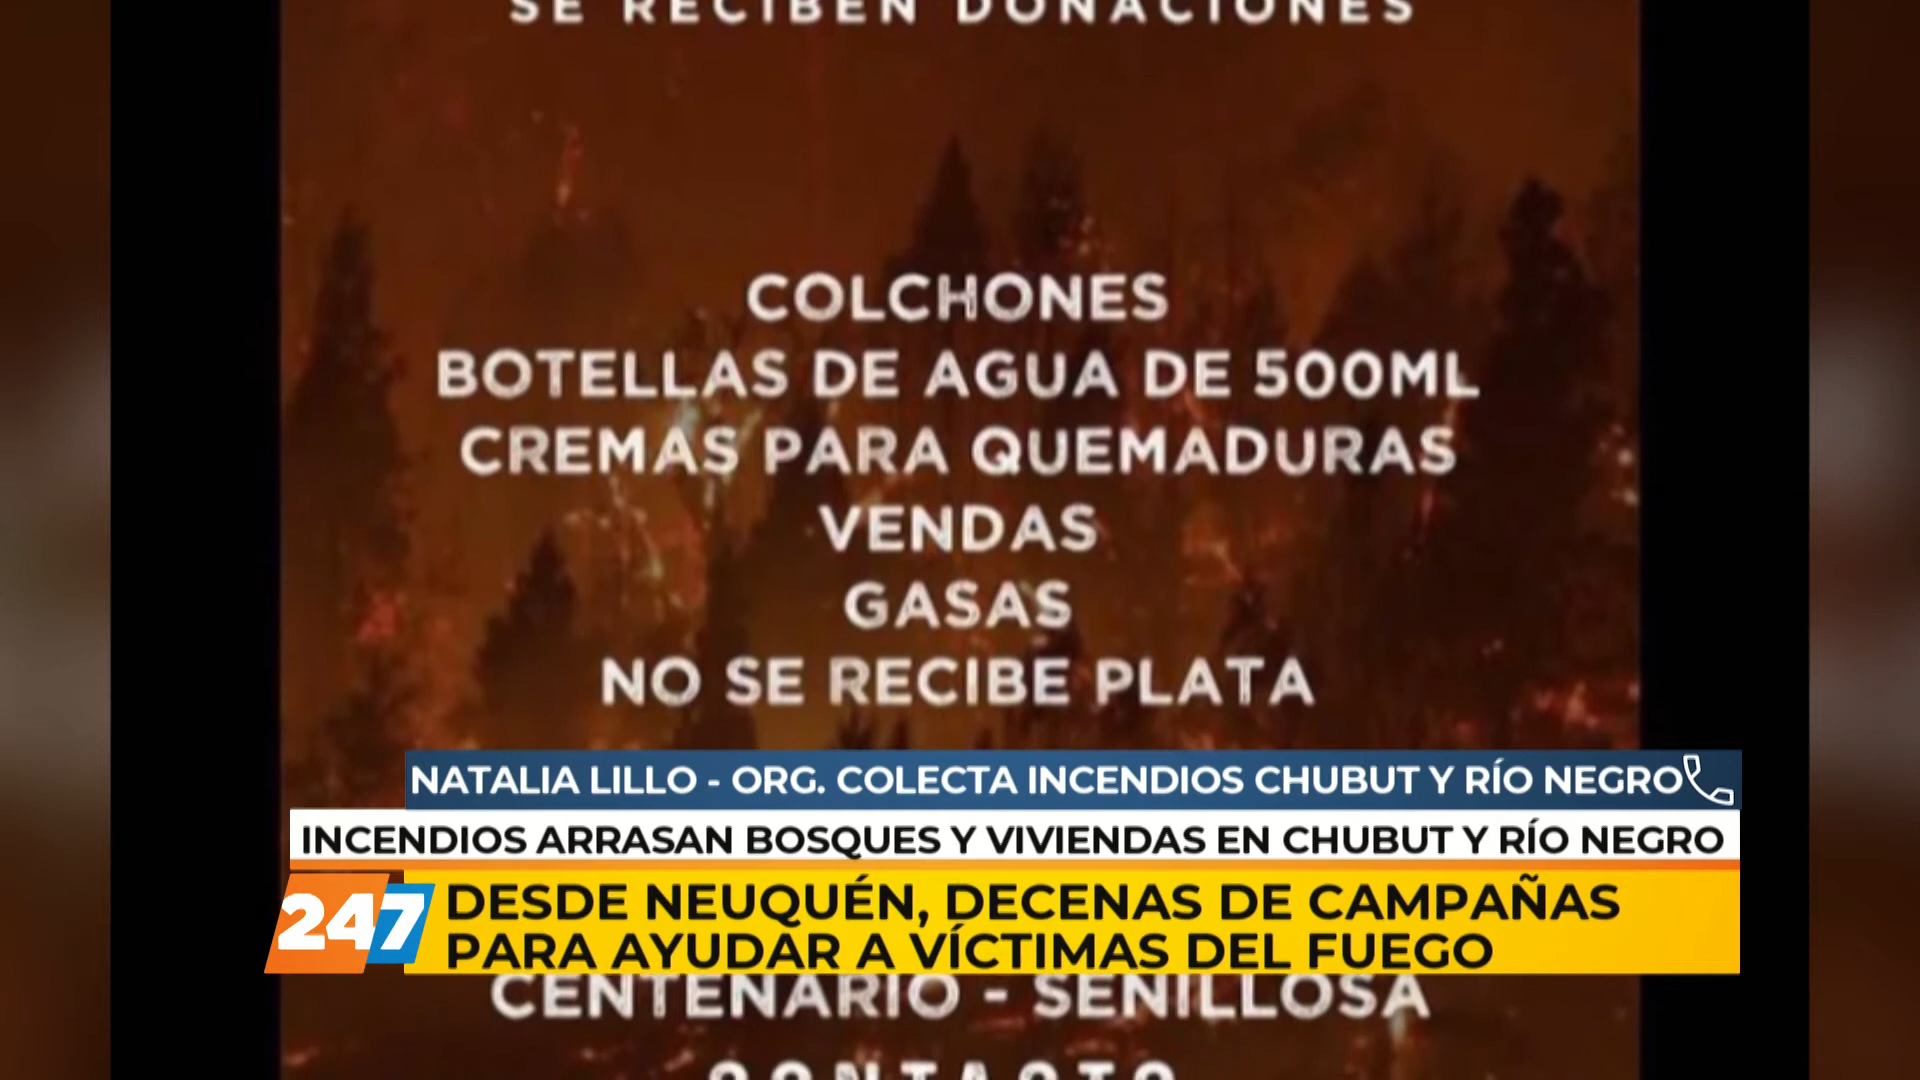 SE RECIBEN DONACIONES
COLCHONES
BOTELLAS DE AGUA DE 500ML
CREMAS PARA QUEMADURAS
VENDAS
GASAS
NO SE RECIBE PLATA
NATALIA LILLO - ORG. COLECTA INCENDIOS CHUBUT Y RÍO NEGRO
INCENDIOS ARRASAN BOSQUES Y VIVIENDAS EN CHUBUT Y RÍO NEGRO
247
DESDE NEUQUÉN, DECENAS DE CAMPAÑAS
PARA AYUDAR A VÍCTIMAS DEL FUEGO
CENTENARIO - SENILLOSA
CONTACTO